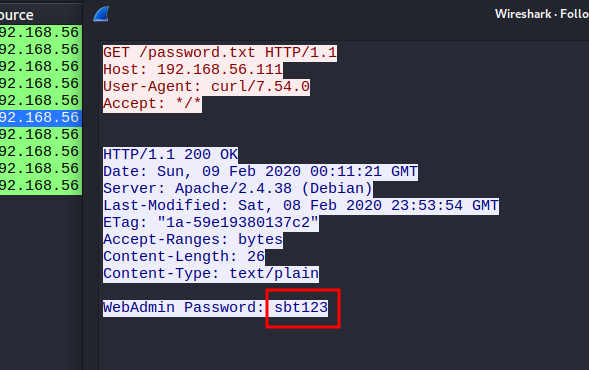 ource
Wireshark · Follo
92.168.56
92.168.56
92.168.56
92.168.56
92.168.56
92.168.56
92.168.56
92.168.56
92.168.56
92.168.56
GET /password.txt HTTP/1.1
Host: 192.168.56.111
User-Agent: curl/7.54.0
Accept: */*
HTTP/1.1 200 OK
Date: Sun, 09 Feb 2020 00:11:21 GMT
Server: Apache/2.4.38 (Debian)
Last-Modified: Sat, 08 Feb 2020 23:53:54 GMT
ETag: "1a-59e19380137c2"
Accept-Ranges: bytes
Content-Length: 26
Content-Type: text/plain
WebAdmin Password: sbt123